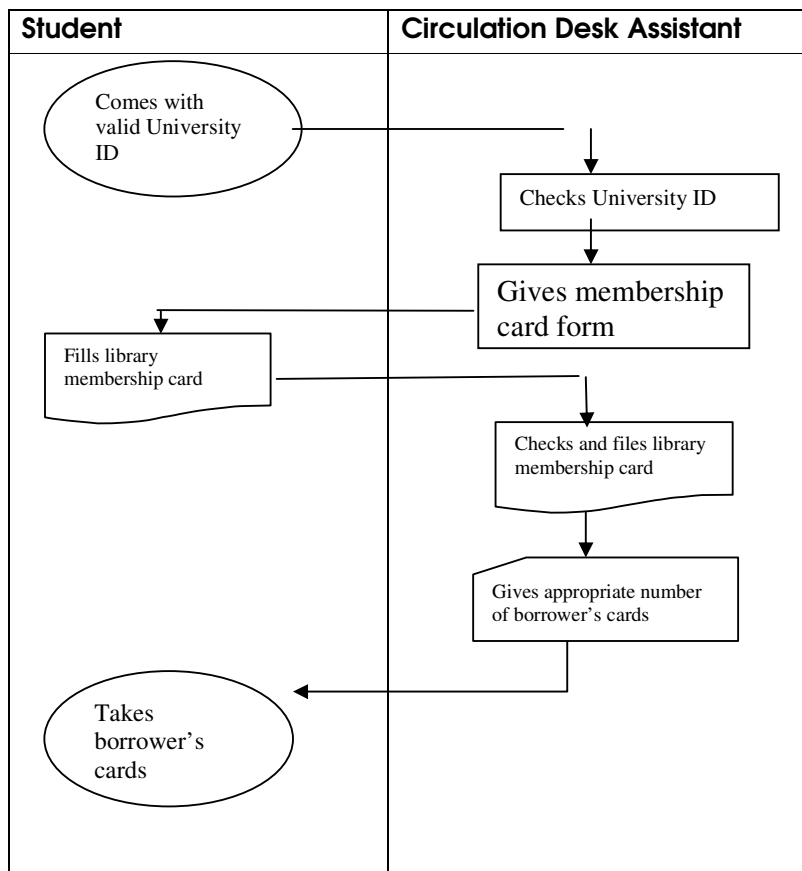 Student
Circulation Desk Assistant
Comes with
valid University
ID
Checks University ID
Gives membership
card form
Fills library
membership card
Checks and files library
membership card
Gives appropriate number
of borrower's cards
Takes
borrower's
cards